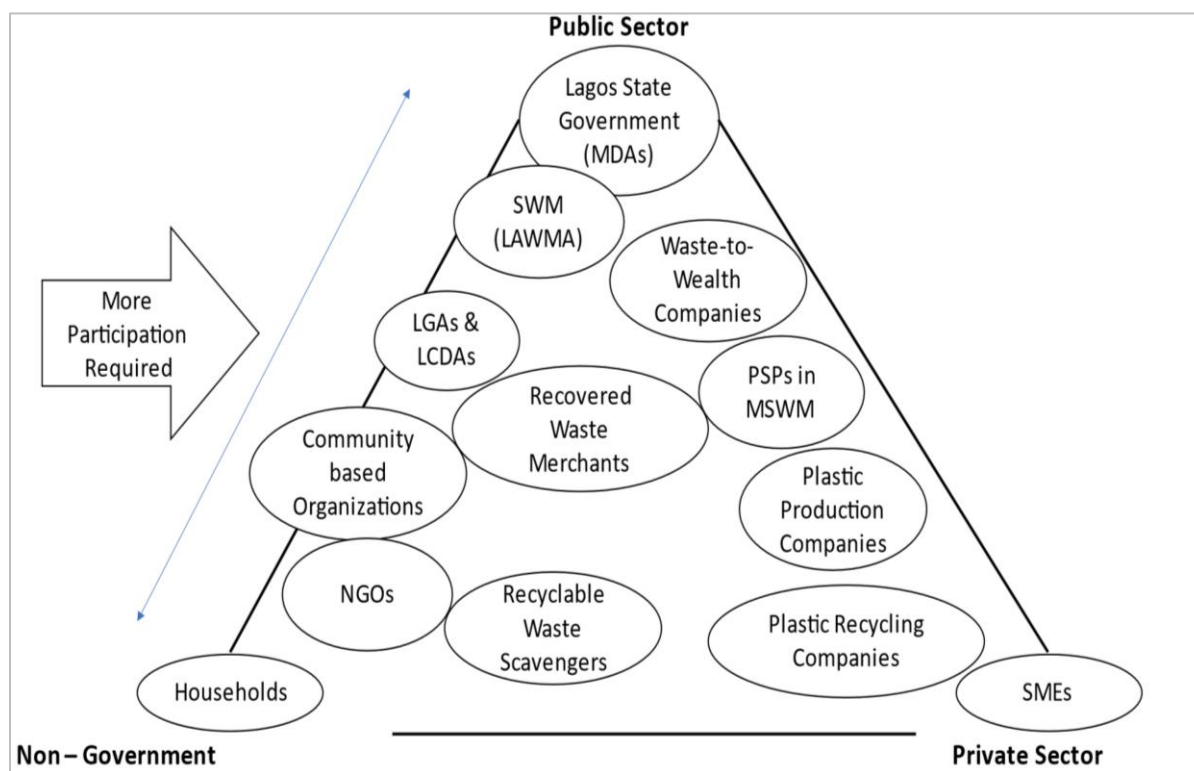 Public Sector
Lagos State
Government
(MDAs)
SWM
(LAWMA)
Waste-to-
Wealth
Companies
More
Participation
Required
LGAs &
LCDAs
PSPs in
MSWM
Recovered
Waste
Merchants
Community
based
Organizations
Plastic
Production
Companies
NGOs
Recyclable
Waste
Scavengers
Plastic Recycling
Companies
Households
SMEs
Non – Government
Private Sector